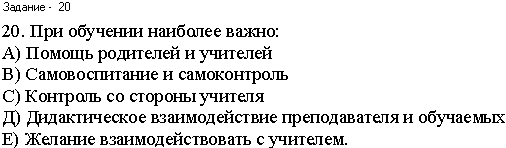 Задание - 20
20. При обучении наиболее важно:
А) Помощь родителей и учителей
В) Самовоспитание и самоконтроль
С) Контроль со стороны учителя
Д) Дидактическое взаимодействие преподавателя и обучаемых
Е) Желание взаимодействовать с учителем.